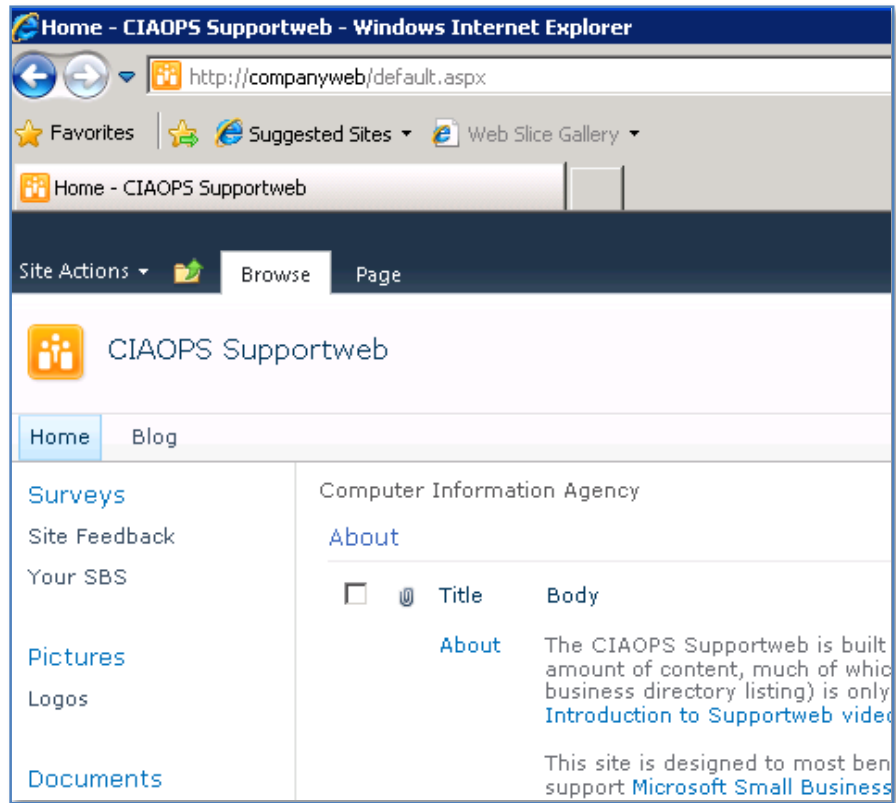 Home - CIAOPS Supportweb - Windows Internet Explorer
http://companyweb/default.aspx
Favorites Suggested Sites Web Slice Gallery
Home - CIAOPS Supportweb
Site Actions Browse Page
CIAOPS Supportweb
Home Blog
Surveys
Site Feedback
Your SBS
Pictures
Logos
Documents
Computer Information Agency
About
Title Body
About
The CIAOPS Supportweb is built
amount of content, much of whic
business directory listing) is only
Introduction to Supportweb video
This site is designed to most ben
support Microsoft Small Business